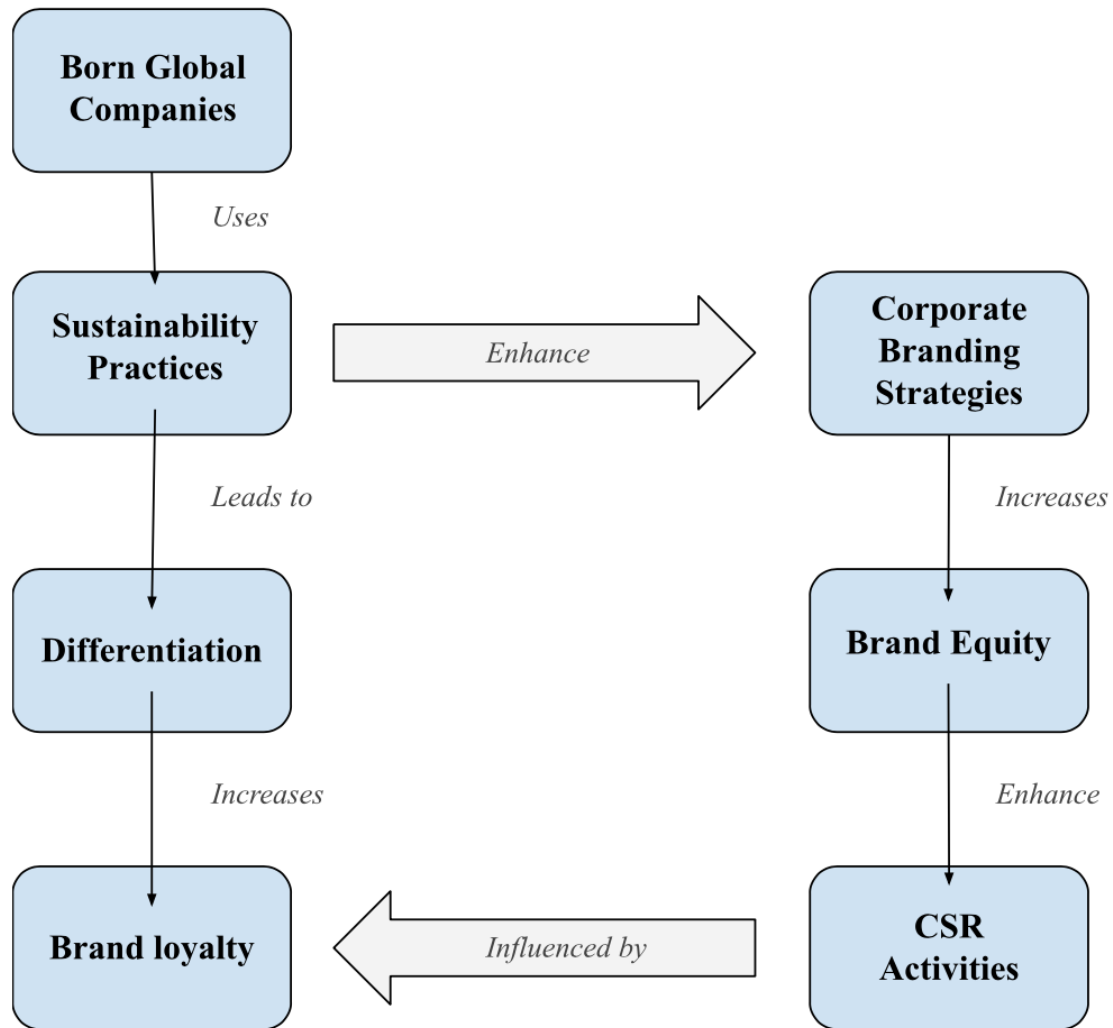 Born Global
Companies
Uses
Sustainability
Practices
Enhance
Corporate
Branding
Strategies
Leads to
Increases
Differentiation
Brand Equity
Increases
Enhance
Brand loyalty
Influenced by
CSR
Activities